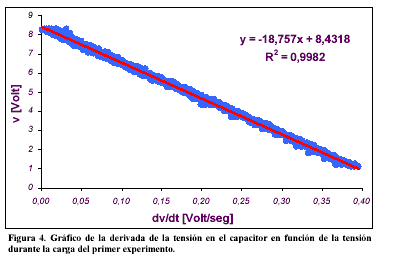 y = -18,757x + 8,4318
R² = 0,9982
v [Volt]
9
8
7
6
5
4
3
2
1
0
0,00 0,05 0,10 0,15 0,20 0,25 0,30 0,35 0,40
dv/dt [Volt/seg]
Figura 4. Gráfico de la derivada de la tensión en el capacitor en función de la tensión
durante la carga del primer experimento.